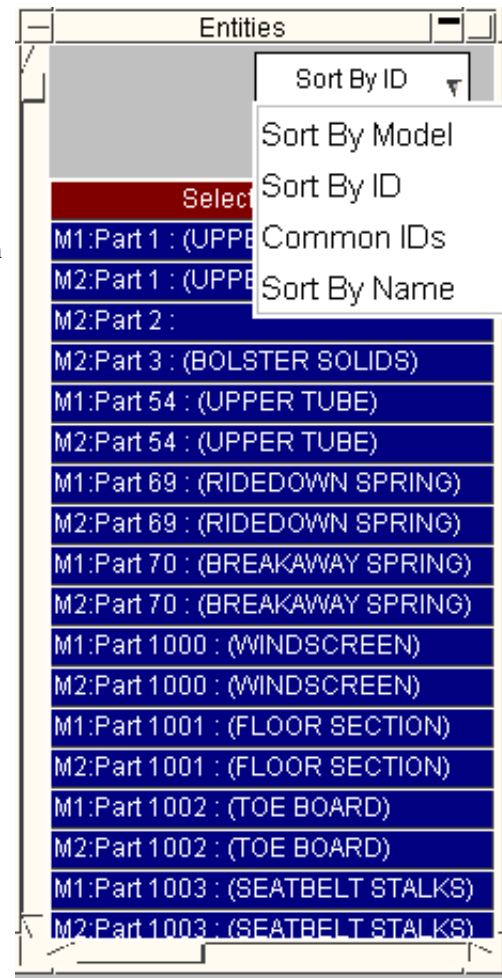 Entities
Sort By ID
Sort By Model
Sort By ID
Common IDs
Sort By Name
Select
M1:Part 1 : (UPPE
M2:Part 1 : (UPPE
M2:Part 2 :
M2:Part 3 : (BOLSTER SOLIDS)
M1:Part 54 : (UPPER TUBE)
M2:Part 54 : (UPPER TUBE)
M1:Part 69 : (RIDEDOWN SPRING)
M2:Part 69 : (RIDEDOWN SPRING)
M1:Part 70 : (BREAKAWAY SPRING)
M2:Part 70 : (BREAKAWAY SPRING)
M1:Part 1000 : (WINDSCREEN)
M2:Part 1000 : (WINDSCREEN)
M1:Part 1001 : (FLOOR SECTION)
M2:Part 1001 : (FLOOR SECTION)
M1:Part 1002 : (TOE BOARD)
M2:Part 1002 : (TOE BOARD)
M1:Part 1003 : (SEATBELT STALKS)
M2:Part 1003 : (SEATBELT STALKS)